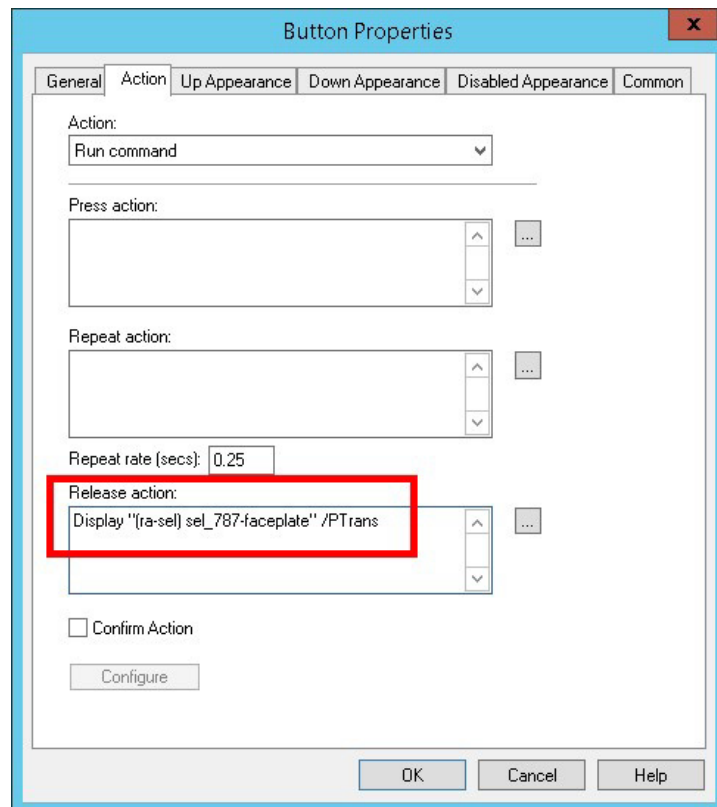 Button Properties
x
General Action Up Appearance Down Appearance Disabled Appearance Common
Action:
Run command
Press action:
...
Repeat action:
...
Repeat rate (secs): 0.25
Release action:
Display "(ra-sel) sel_787-faceplate" /PTrans
...
Confirm Action
Configure
OK Cancel Help